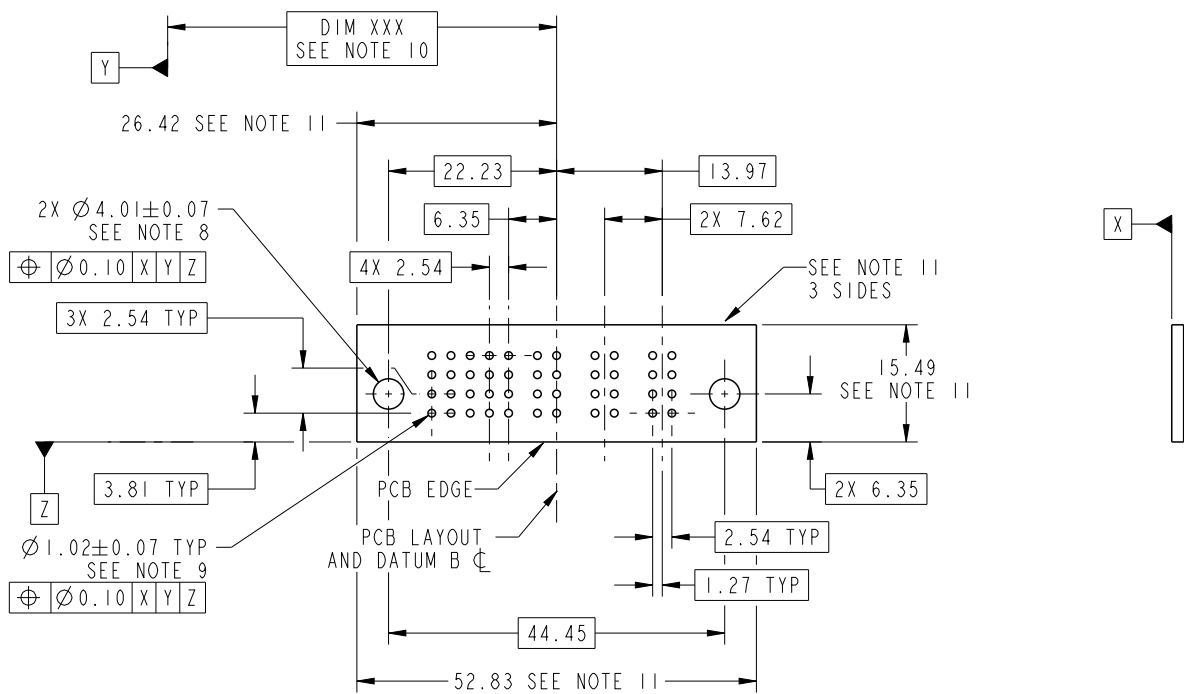 DIM XXX
SEE NOTE 10
Y
26.42 SEE NOTE 11
22.23
13.97
2X Ø4.01±0.07
SEE NOTE 8
6.35
2X 7.62
X
⌖ Ø0.10 X Y Z
4X 2.54
SEE NOTE 11
3 SIDES
3X 2.54 TYP
15.49
SEE NOTE 11
3.81 TYP
PCB EDGE
2X 6.35
Z
PCB LAYOUT
AND DATUM B ℄
2.54 TYP
Ø1.02±0.07 TYP
SEE NOTE 9
1.27 TYP
⌖ Ø0.10 X Y Z
44.45
52.83 SEE NOTE 11